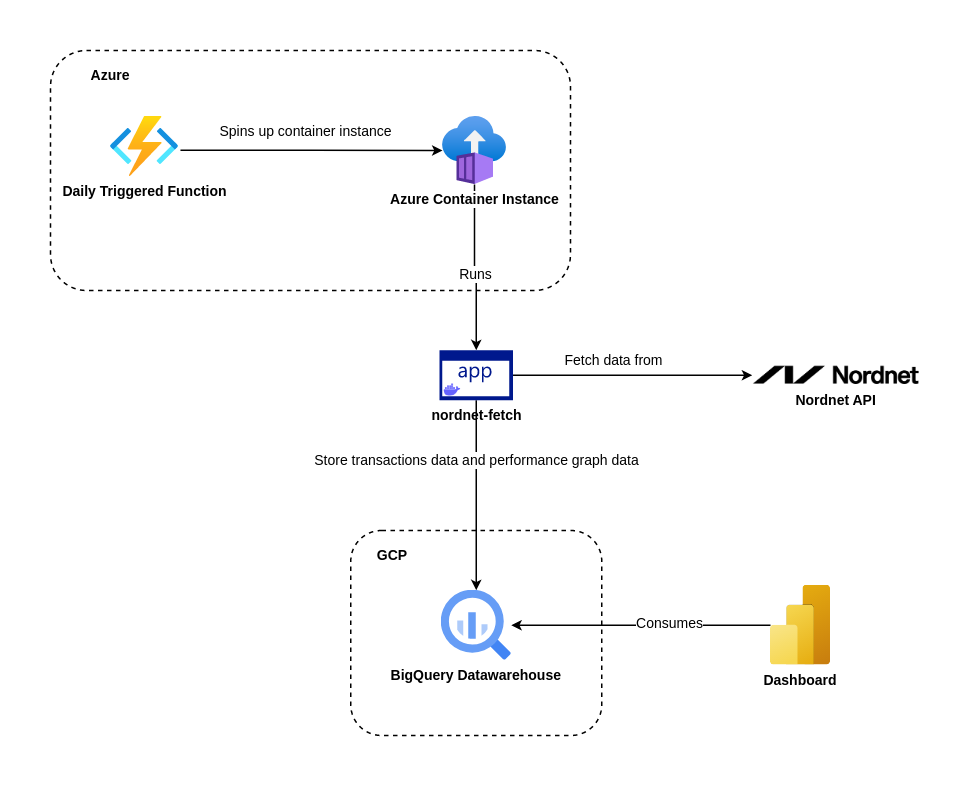 Azure
Spins up container instance
Daily Triggered Function
Azure Container Instance
Runs
app
nordnet-fetch
Fetch data from
Nordnet
Nordnet API
Store transactions data and performance graph data
GCP
BigQuery Datawarehouse
Consumes
Dashboard